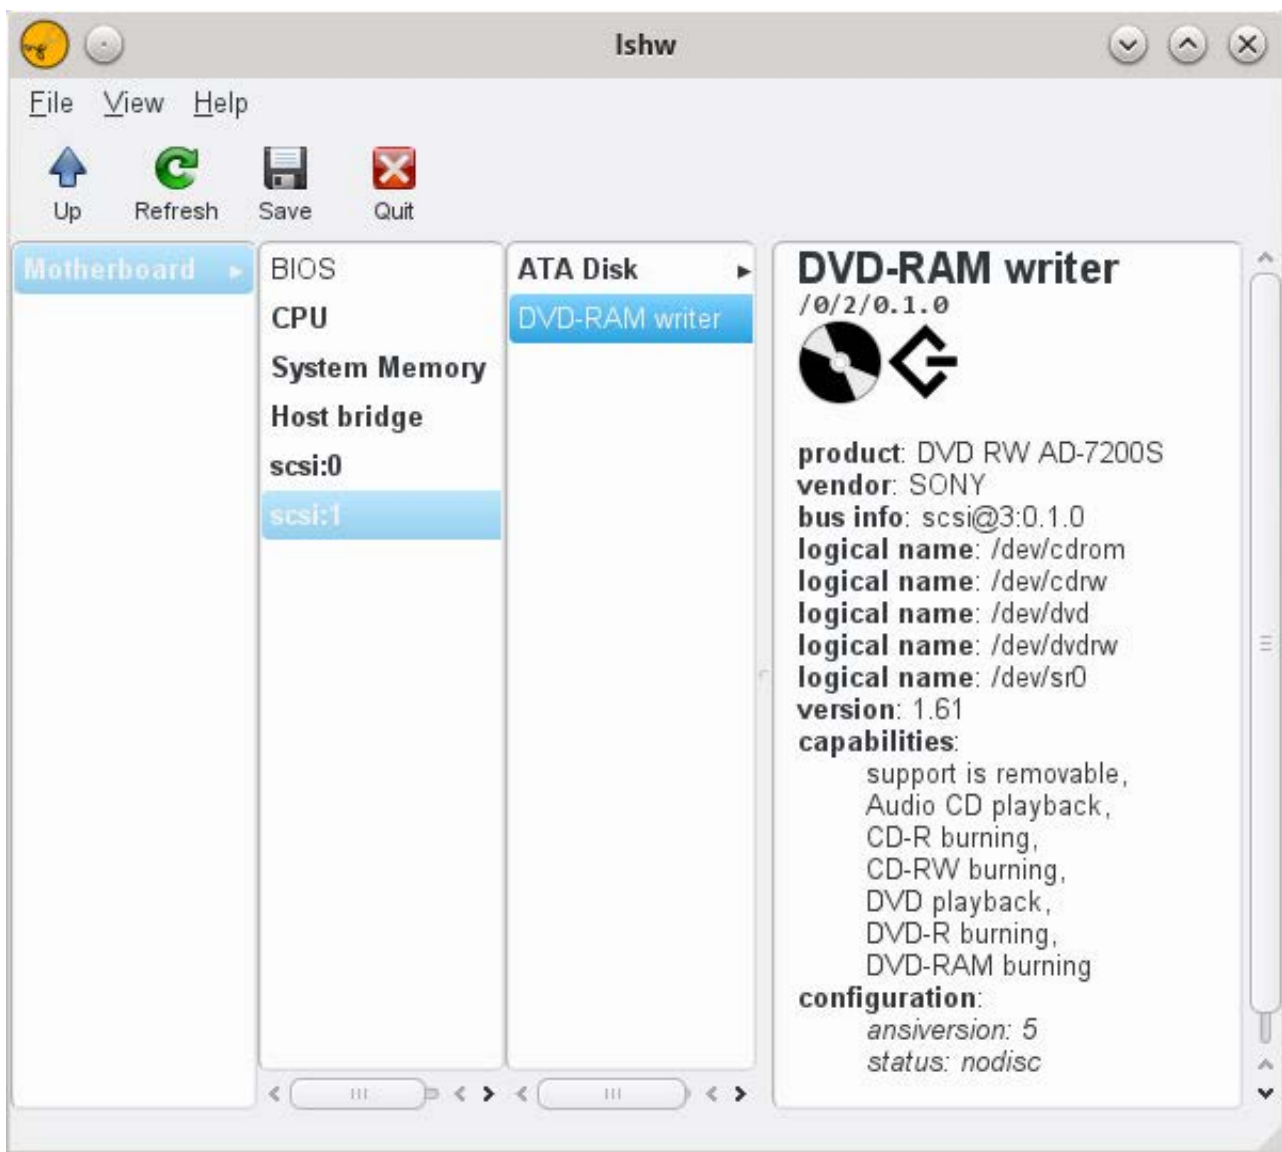 lshw
File View Help
Up Refresh Save Quit
Motherboard
BIOS
CPU
System Memory
Host bridge
scsi:0
scsi:1
ATA Disk
DVD-RAM writer
DVD-RAM writer
/0/2/0.1.0
product: DVD RW AD-7200S
vendor: SONY
bus info: scsi@3:0.1.0
logical name: /dev/cdrom
logical name: /dev/cdrw
logical name: /dev/dvd
logical name: /dev/dvdrw
logical name: /dev/sr0
version: 1.61
capabilities:
support is removable,
Audio CD playback,
CD-R burning,
CD-RW burning,
DVD playback,
DVD-R burning,
DVD-RAM burning
configuration:
ansiversion: 5
status: nodisc